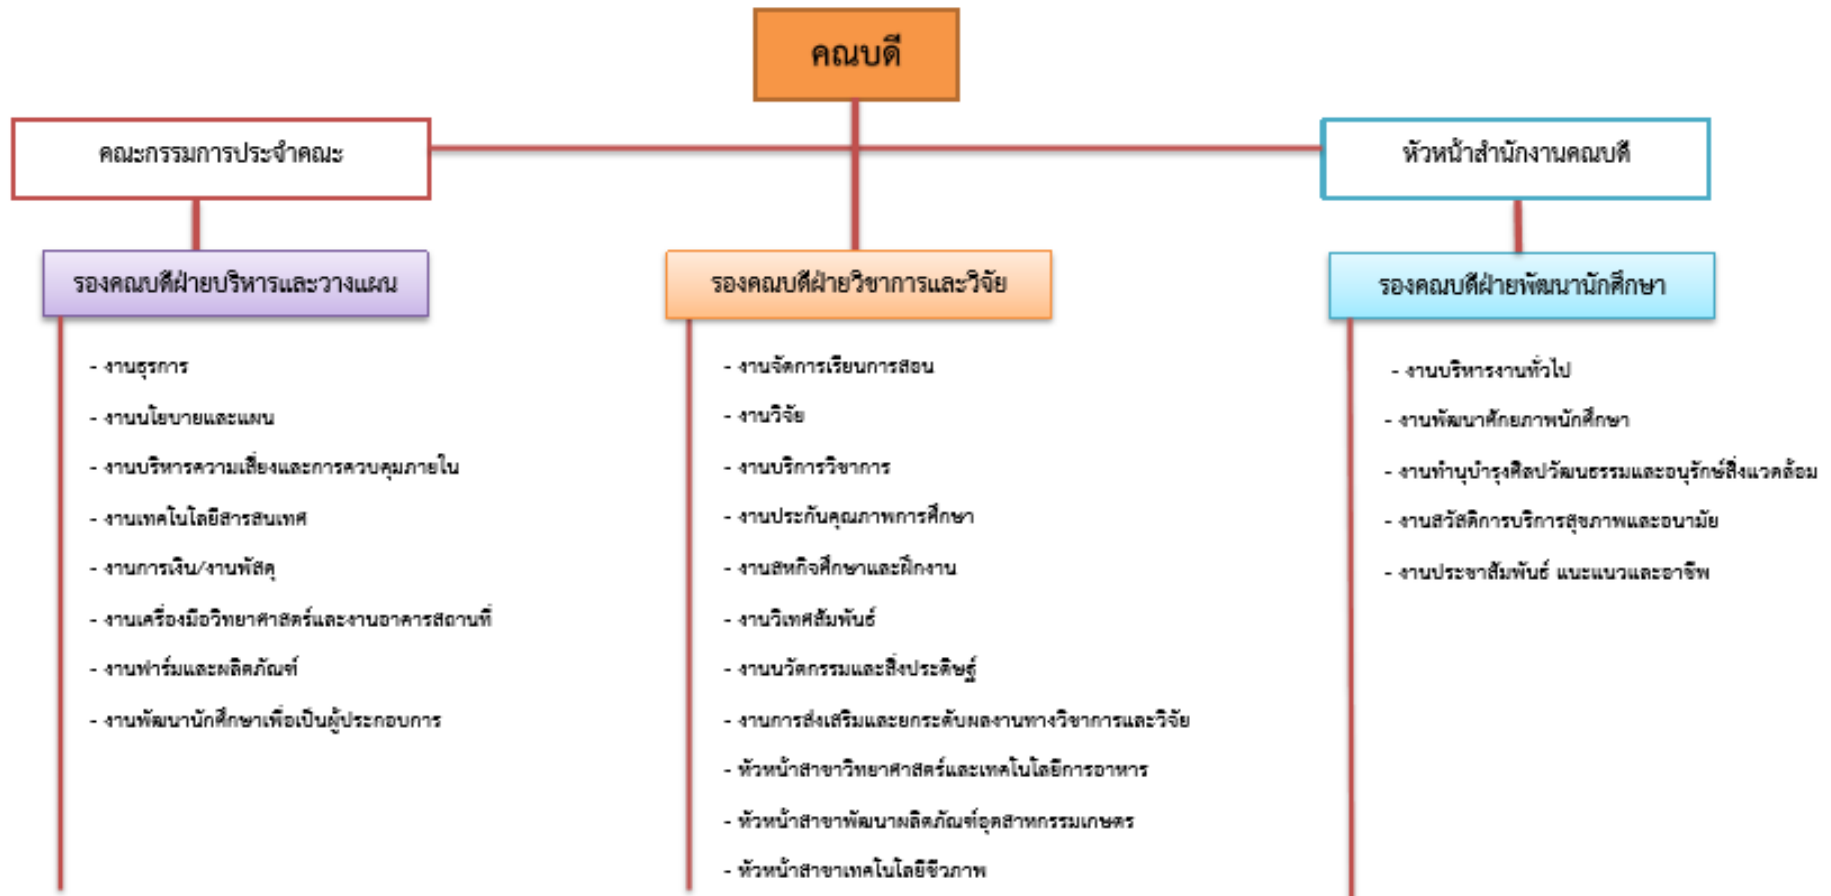 คณบดี
คณะกรรมการประจำคณะ
หัวหน้าสำนักงานคณบดี
รองคณบดีฝ่ายบริหารและวางแผน
- งานธุรการ
- งานนโยบายและแผน
- งานบริหารความเสี่ยงและการควบคุมภายใน
- งานเทคโนโลยีสารสนเทศ
- งานการเงิน/งานพัสดุ
- งานเครื่องมือวิทยาศาสตร์และงานอาคารสถานที่
- งานฟาร์มและผลิตภัณฑ์
- งานพัฒนานักศึกษาเพื่อเป็นผู้ประกอบการ
รองคณบดีฝ่ายวิชาการและวิจัย
- งานจัดการเรียนการสอน
- งานวิจัย
- งานบริการวิชาการ
- งานประกันคุณภาพการศึกษา
- งานสหกิจศึกษาและฝึกงาน
- งานวิเทศสัมพันธ์
- งานนวัตกรรมและสิ่งประดิษฐ์
- งานการส่งเสริมและยกระดับผลงานทางวิชาการและวิจัย
- หัวหน้าสาขาวิทยาศาสตร์และเทคโนโลยีการอาหาร
- หัวหน้าสาขาพัฒนาผลิตภัณฑ์อุตสาหกรรมเกษตร
- หัวหน้าสาขาเทคโนโลยีชีวภาพ
รองคณบดีฝ่ายพัฒนานักศึกษา
- งานบริหารงานทั่วไป
- งานพัฒนาศักยภาพนักศึกษา
- งานทำนุบำรุงศิลปวัฒนธรรมและอนุรักษ์สิ่งแวดล้อม
- งานสวัสดิการบริการสุขภาพและอนามัย
- งานประชาสัมพันธ์ แนะแนวและอาชีพ